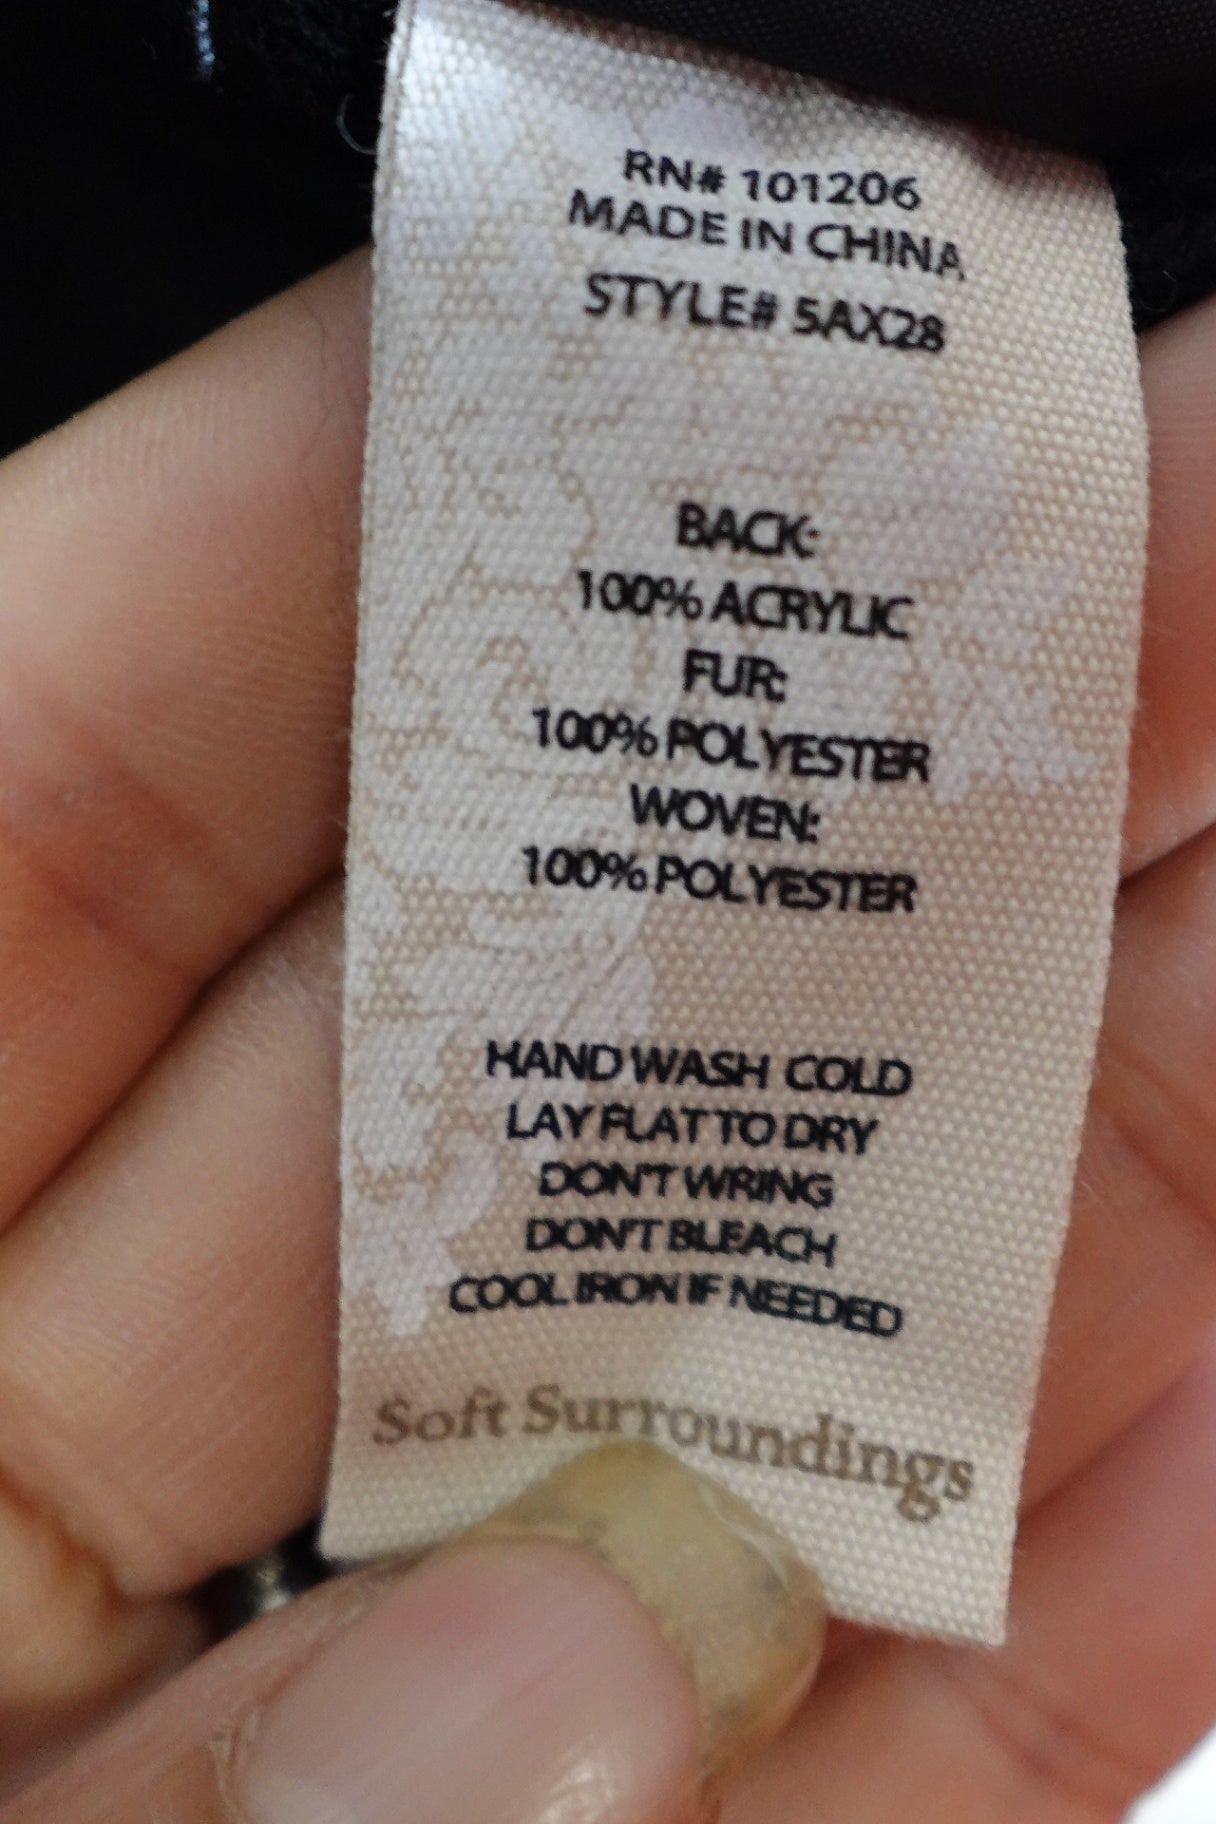 RN# 101206
MADE IN CHINA
STYLE# 5AX28
BACK:
100% ACRYLIC
FUR:
100% POLYESTER
WOVEN:
100% POLYESTER
HAND WASH COLD
LAY FLAT TO DRY
DON'T WRING
DON'T BLEACH
COOL IRON IF NEEDED
Soft Surroundings